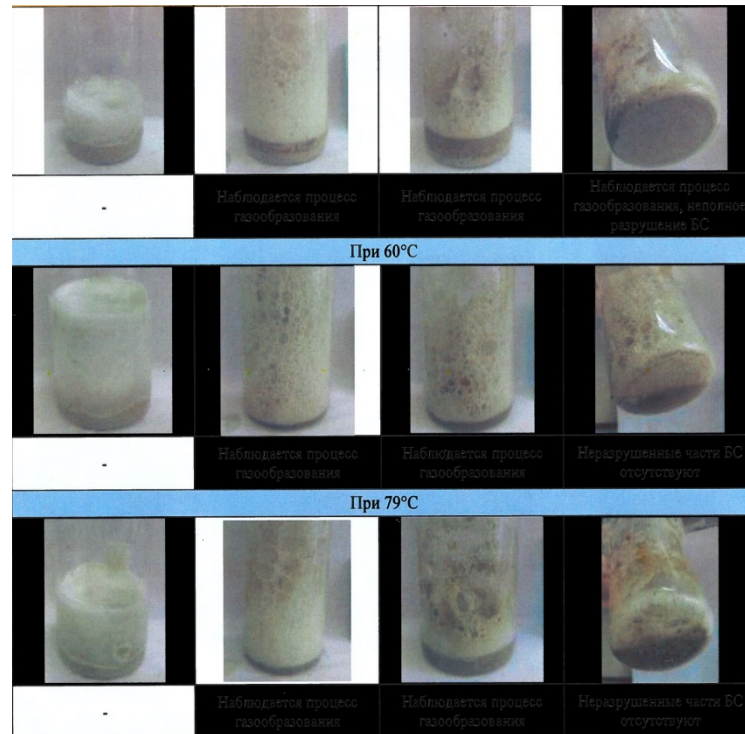 -
Наблюдается процесс
газообразования
Наблюдается процесс
газообразования
Наблюдается процесс
газообразования, неполное
разрушение БС
При 60°С
-
Наблюдается процесс
газообразования
Наблюдается процесс
газообразования
Неразрушенные части БС
отсутствуют
При 79°С
-
Наблюдается процесс
газообразования
Наблюдается процесс
газообразования
Неразрушенные части БС
отсутствуют